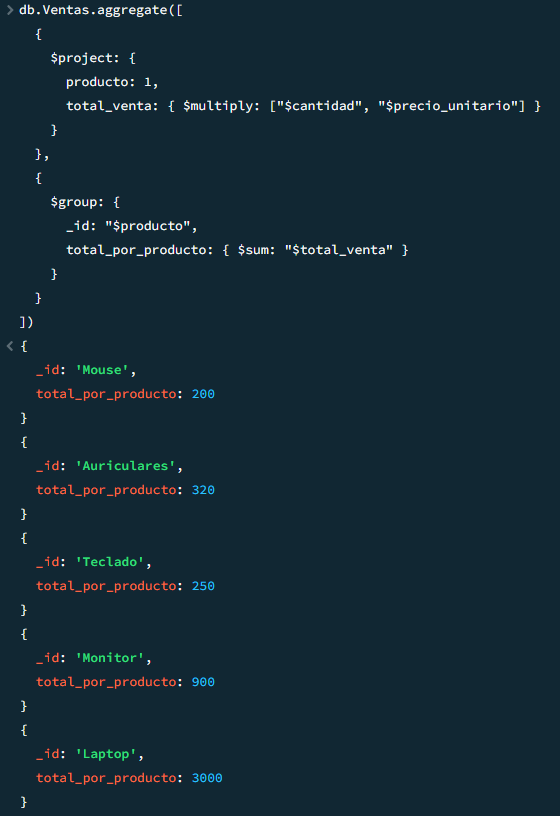 > db.Ventas.aggregate([
{
$project: {
producto: 1,
total_venta: { $multiply: ["$cantidad", "$precio_unitario"] }
}
},
{
$group: {
_id: "$producto",
total_por_producto: { $sum: "$total_venta" }
}
}
])
< {
_id: 'Mouse',
total_por_producto: 200
}
{
_id: 'Auriculares',
total_por_producto: 320
}
{
_id: 'Teclado',
total_por_producto: 250
}
{
_id: 'Monitor',
total_por_producto: 900
}
{
_id: 'Laptop',
total_por_producto: 3000
}